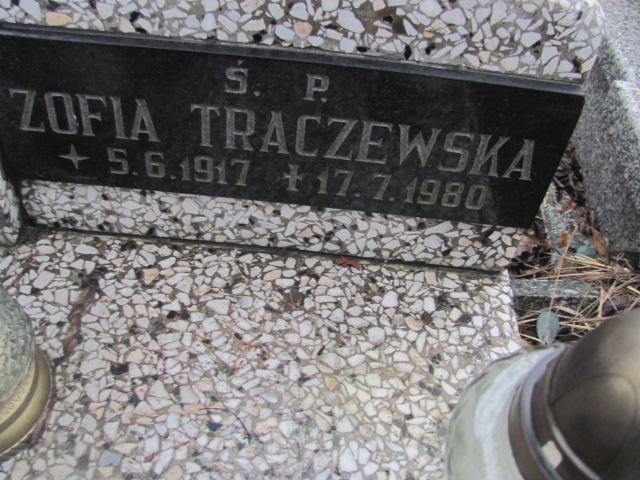 Ś. P.
ZOFIA TRACZEWSKA
5.6.1917 17.7.1980